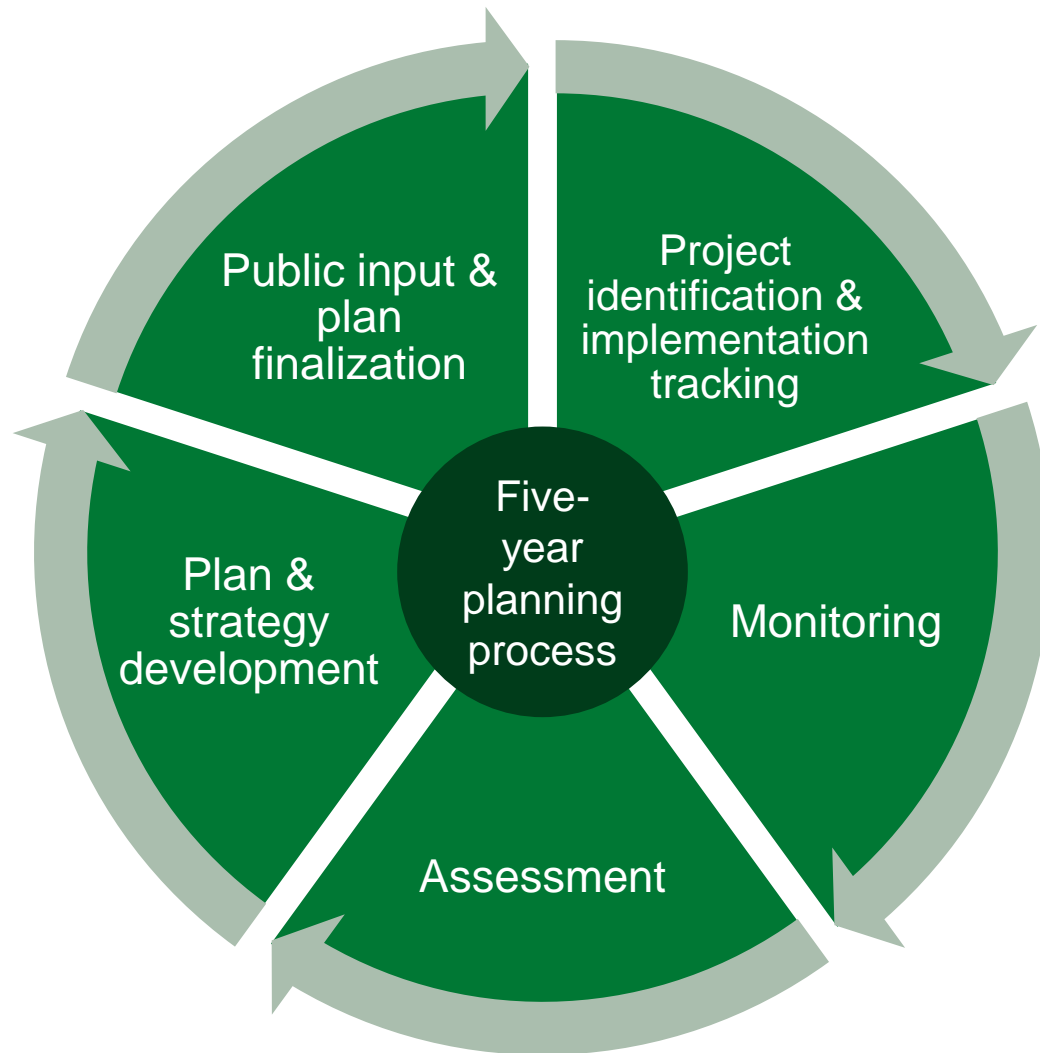 Public input &
plan
finalization
Project
identification &
implementation
tracking
Five-
year
planning
process
Plan &
strategy
development
Monitoring
Assessment